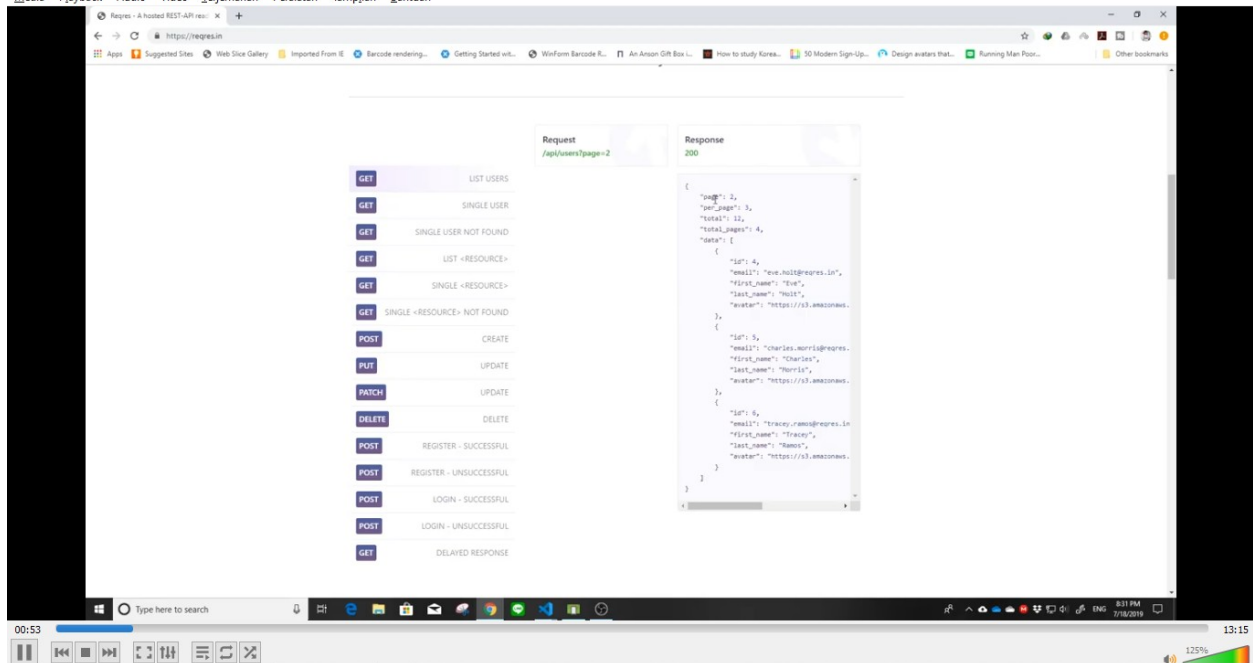 Reqres - A hosted REST-API rea
https://reqres.in
Apps Suggested Sites Web Slice Gallery Imported From IE Barcode rendering... Getting Started wit... WinForm Barcode R... An Anson Gift Box i... How to study Korea... 50 Modern Sign-Up... Design avatars that... Running Man Poor... Other bookmarks
Request
/api/users?page=2
Response
200
GET LIST USERS
GET SINGLE USER
GET SINGLE USER NOT FOUND
GET LIST <RESOURCE>
GET SINGLE <RESOURCE>
GET SINGLE <RESOURCE> NOT FOUND
POST CREATE
PUT UPDATE
PATCH UPDATE
DELETE DELETE
POST REGISTER - SUCCESSFUL
POST REGISTER - UNSUCCESSFUL
POST LOGIN - SUCCESSFUL
POST LOGIN - UNSUCCESSFUL
GET DELAYED RESPONSE
{
"page": 2,
"per_page": 3,
"total": 12,
"total_pages": 4,
"data": [
{
"id": 4,
"email": "eve.holt@reqres.in",
"first_name": "Eve",
"last_name": "Holt",
"avatar": "https://s3.amazonaws.
},
{
"id": 5,
"email": "charles.morris@reqres.
"first_name": "Charles",
"last_name": "Morris",
"avatar": "https://s3.amazonaws.
},
{
"id": 6,
"email": "tracey.ramos@reqres.in
"first_name": "Tracey",
"last_name": "Ramos",
"avatar": "https://s3.amazonaws.
}
]
}
Type here to search
ENG
8:31 PM
7/18/2019
00:53
13:15
125%